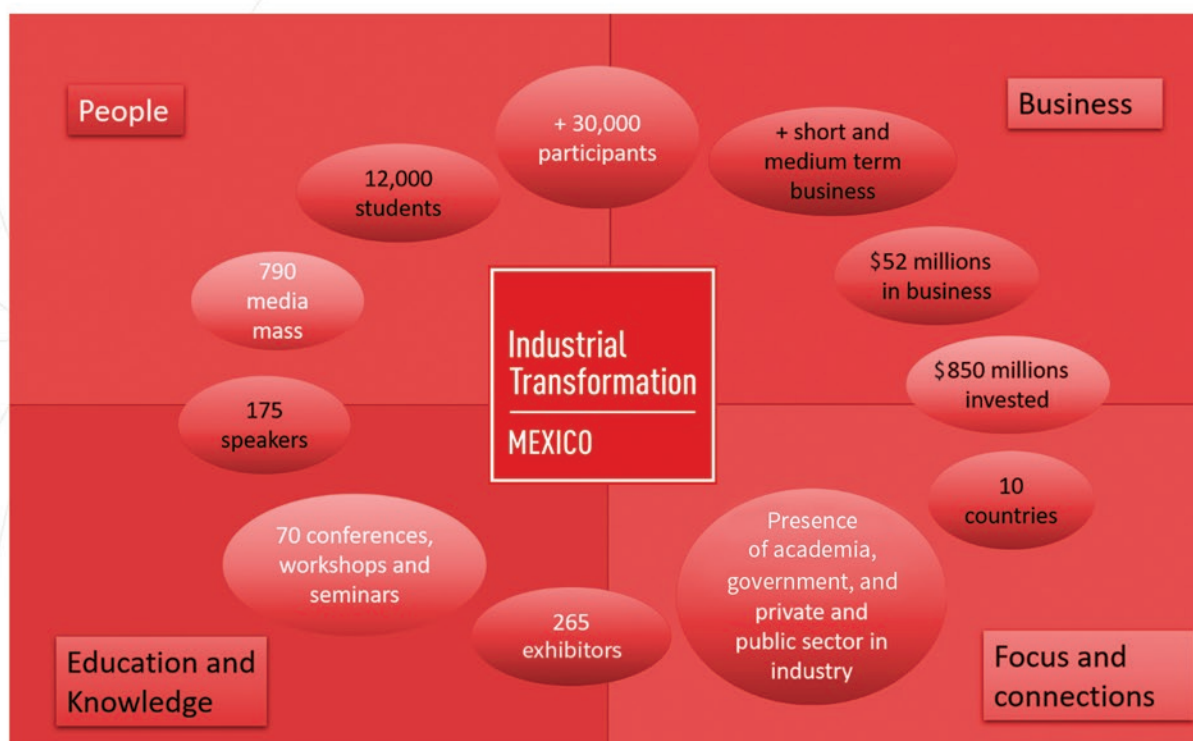 People
Business
+ 30,000
participants
+ short and
medium term
business
12,000
students
790
media
mass
$52 millions
in business
Industrial
Transformation
MEXICO
$850 millions
invested
175
speakers
10
countries
70 conferences,
workshops and
seminars
Presence
of academia,
government, and
private and
public sector in
industry
265
exhibitors
Education and
Knowledge
Focus and
connections